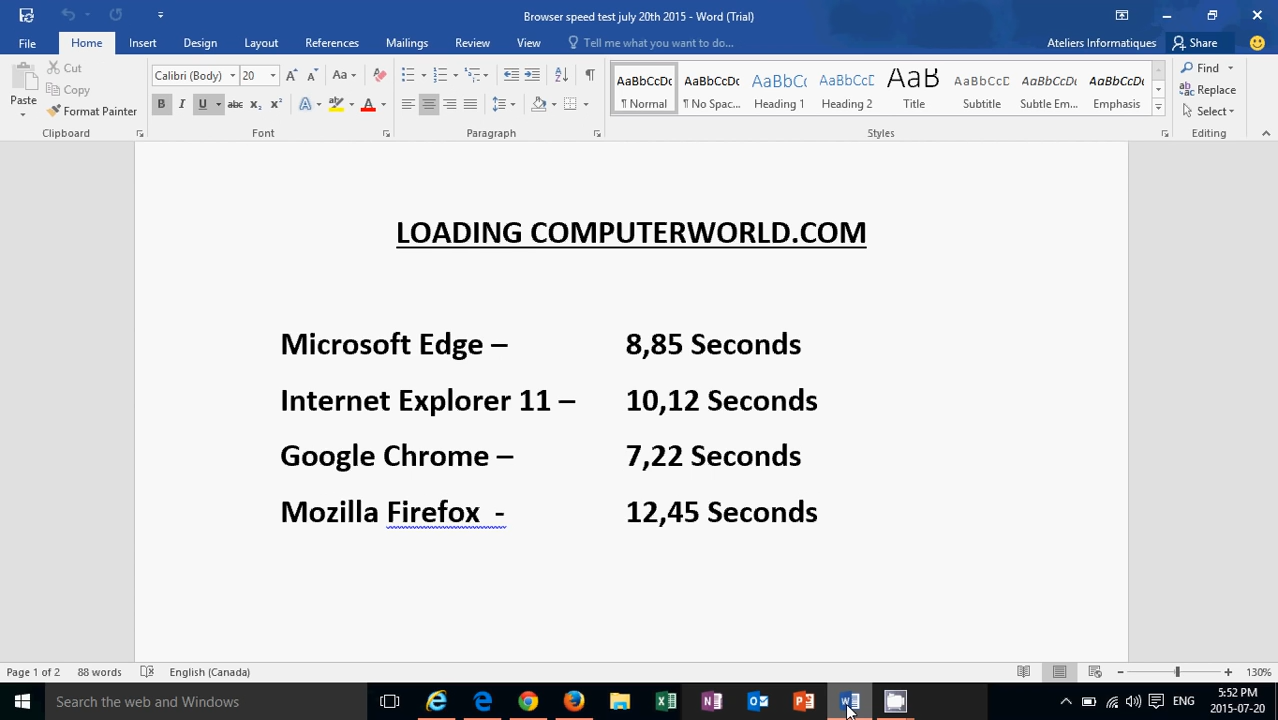 Browser speed test july 20th 2015 - Word (Trial)
File Home Insert Design Layout References Mailings Review View Tell me what you want to do... Ateliers Informatiques Share
Paste
Cut
Copy
Format Painter
Clipboard
Calibri (Body) 20
Font
Paragraph
AaBbCcDc AaBbCcDc AaBbCc AaBbCcD AaB AaBbCcD AaBbCcDc AaBbCcDc
¶ Normal ¶ No Spac... Heading 1 Heading 2 Title Subtitle Subtle Em... Emphasis
Styles
Find
Replace
Select
Editing
LOADING COMPUTERWORLD.COM
Microsoft Edge – 8,85 Seconds
Internet Explorer 11 – 10,12 Seconds
Google Chrome – 7,22 Seconds
Mozilla Firefox - 12,45 Seconds
Page 1 of 2 88 words English (Canada) 130%
Search the web and Windows
ENG
5:52 PM
2015-07-20